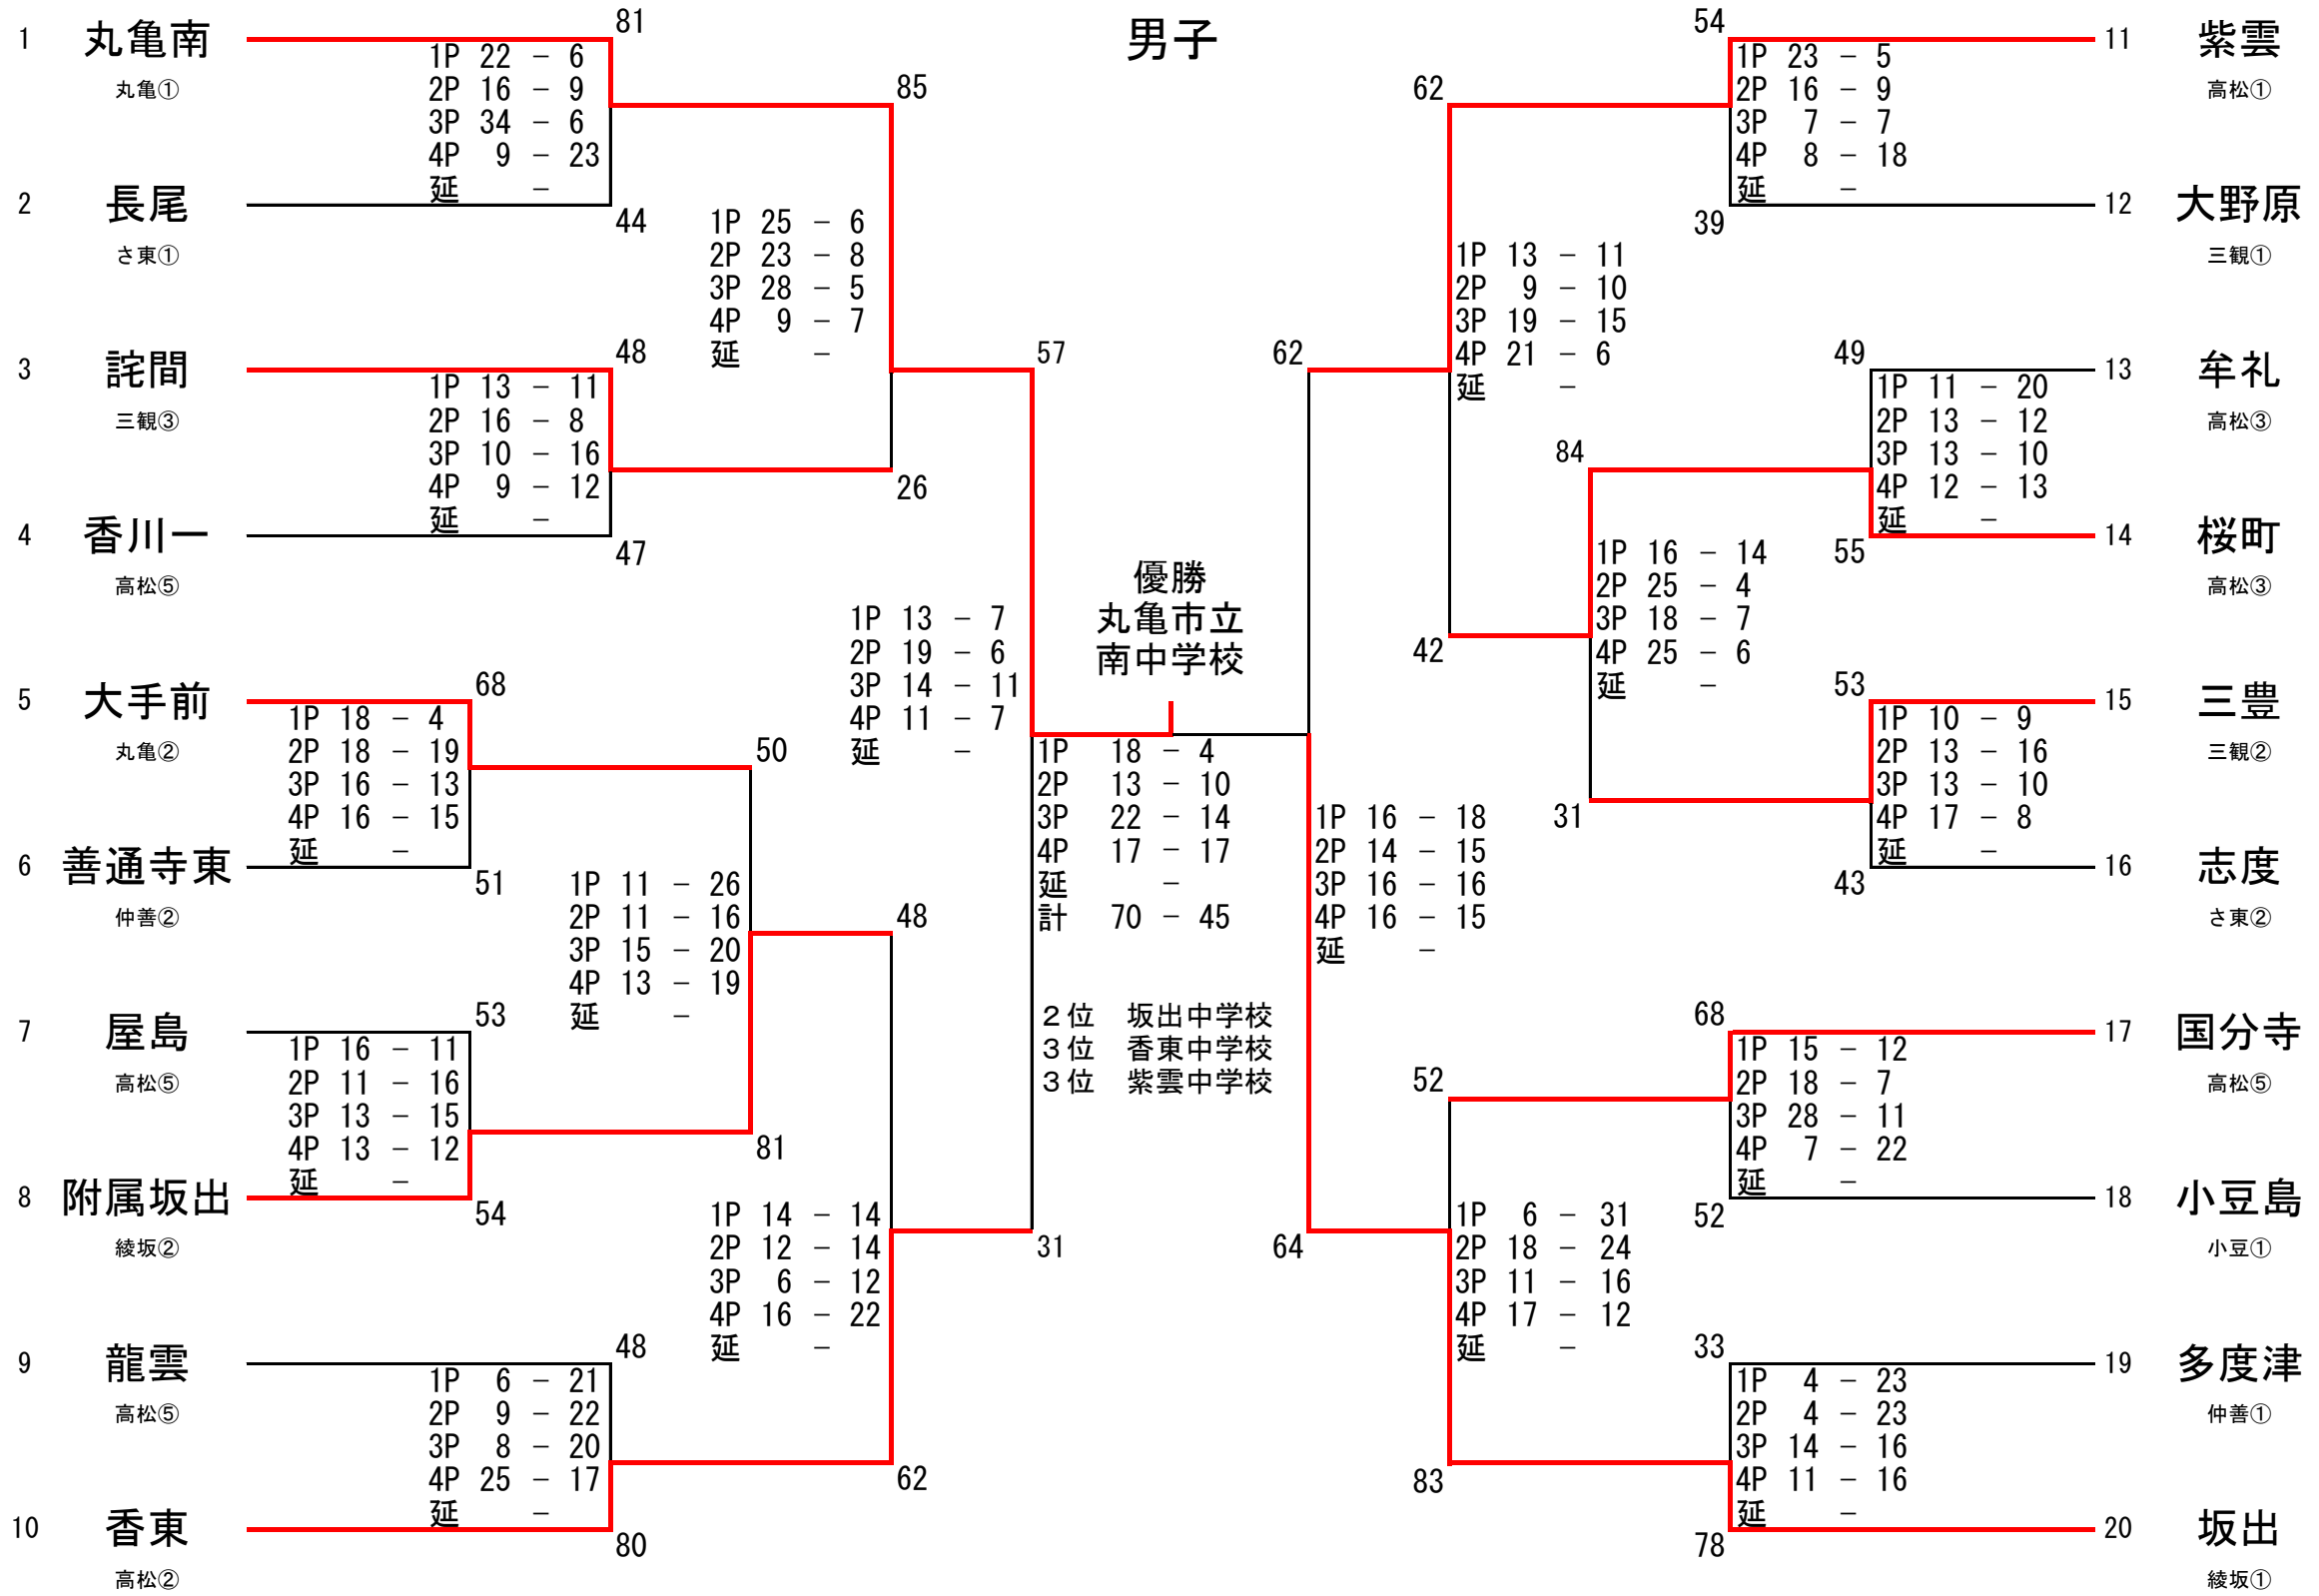 男子
1 丸亀南 81
丸亀①
1P 22 − 6
2P 16 − 9
3P 34 − 6
4P 9 − 23
延 −
2 長尾 44
さ東①
85
1P 25 − 6
2P 23 − 8
3P 28 − 5
4P 9 − 7
延 −
3 詫間 48
三観③
1P 13 − 11
2P 16 − 8
3P 10 − 16
4P 9 − 12
延 −
26
4 香川一 47
高松⑤
57
1P 13 − 7
2P 19 − 6
3P 14 − 11
4P 11 − 7
延 −
5 大手前 68
丸亀②
1P 18 − 4
2P 18 − 19
3P 16 − 13
4P 16 − 15
延 −
6 善通寺東 51
仲善②
50
1P 11 − 26
2P 11 − 16
3P 15 − 20
4P 13 − 19
延 −
48
7 屋島 53
高松⑤
1P 16 − 11
2P 11 − 16
3P 13 − 15
4P 13 − 12
延 −
81
8 附属坂出 54
綾坂②
1P 14 − 14
2P 12 − 14
3P 6 − 12
4P 16 − 22
延 −
31
9 龍雲 48
高松⑤
1P 6 − 21
2P 9 − 22
3P 8 − 20
4P 25 − 17
延 −
62
10 香東 80
高松②
優勝
丸亀市立
南中学校
1P 18 − 4
2P 13 − 10
3P 22 − 14
4P 17 − 17
延 −
計 70 − 45
２位 坂出中学校
３位 香東中学校
３位 紫雲中学校
54 11 紫雲
高松①
1P 23 − 5
2P 16 − 9
3P 7 − 7
4P 8 − 18
延 −
39 12 大野原
三観①
62
1P 13 − 11
2P 9 − 10
3P 19 − 15
4P 21 − 6
延 −
62
49 13 牟礼
高松③
1P 11 − 20
2P 13 − 12
3P 13 − 10
4P 12 − 13
延 −
55 14 桜町
高松③
84
1P 16 − 14
2P 25 − 4
3P 18 − 7
4P 25 − 6
延 −
42
53 15 三豊
三観②
1P 10 − 9
2P 13 − 16
3P 13 − 10
4P 17 − 8
延 −
31
43 16 志度
さ東②
1P 16 − 18
2P 14 − 15
3P 16 − 16
4P 16 − 15
延 −
68 17 国分寺
高松⑤
1P 15 − 12
2P 18 − 7
3P 28 − 11
4P 7 − 22
延 −
52 18 小豆島
小豆①
52
1P 6 − 31
2P 18 − 24
3P 11 − 16
4P 17 − 12
延 −
64
33 19 多度津
仲善①
1P 4 − 23
2P 4 − 23
3P 14 − 16
4P 11 − 16
延 −
83
78 20 坂出
綾坂①